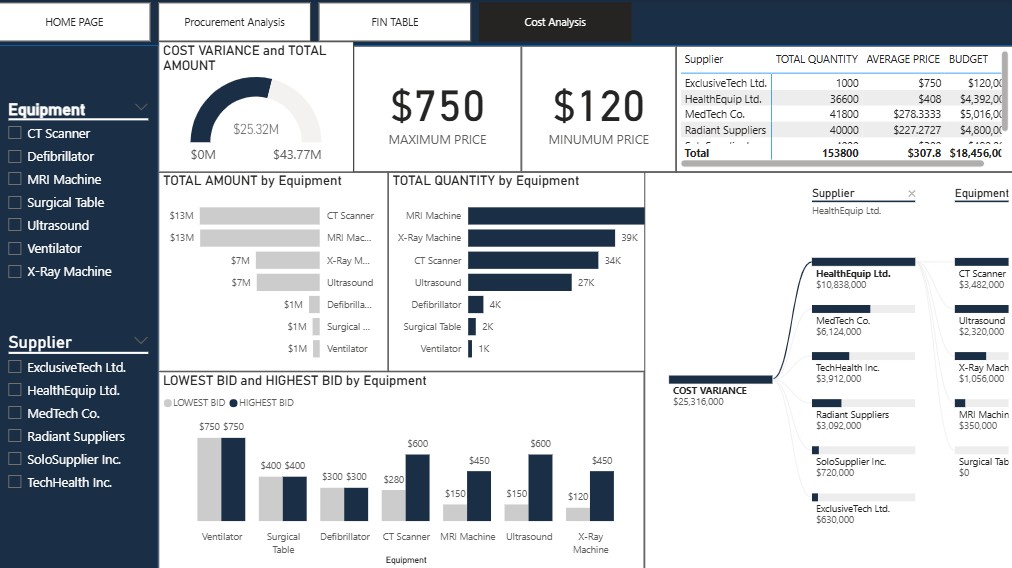 HOME PAGE
Procurement Analysis
FIN TABLE
Cost Analysis
Equipment
CT Scanner
Defibrillator
MRI Machine
Surgical Table
Ultrasound
Ventilator
X-Ray Machine
Supplier
ExclusiveTech Ltd.
HealthEquip Ltd.
MedTech Co.
Radiant Suppliers
SoloSupplier Inc.
TechHealth Inc.
COST VARIANCE and TOTAL
AMOUNT
$25.32M
$0M $43.77M
$750
MAXIMUM PRICE
$120
MINUMUM PRICE
Supplier TOTAL QUANTITY AVERAGE PRICE BUDGET
ExclusiveTech Ltd. 1000 $750 $120,0
HealthEquip Ltd. 36600 $408 $4,392,0
MedTech Co. 41800 $278.3333 $5,016,0
Radiant Suppliers 40000 $227.2727 $4,800,0
Total 153800 $307.8 $18,456,0
TOTAL AMOUNT by Equipment
$13M CT Scanner
$13M MRI Mac...
$7M X-Ray M...
$7M Ultrasound
$1M Defibrilla...
$1M Surgical ...
$1M Ventilator
TOTAL QUANTITY by Equipment
MRI Machine
X-Ray Machine 39K
CT Scanner 34K
Ultrasound 27K
Defibrillator 4K
Surgical Table 2K
Ventilator 1K
LOWEST BID and HIGHEST BID by Equipment
LOWEST BID HIGHEST BID
$750 $750
$400 $400
$300 $300
$280 $600
$150 $450
$150 $600
$120 $450
Ventilator
Surgical
Table
Defibrillator
CT Scanner
MRI Machine
Ultrasound
X-Ray
Machine
Equipment
Supplier
HealthEquip Ltd.
Equipment
COST VARIANCE
$25,316,000
HealthEquip Ltd.
$10,838,000
MedTech Co.
$6,124,000
TechHealth Inc.
$3,912,000
Radiant Suppliers
$3,092,000
SoloSupplier Inc.
$720,000
ExclusiveTech Ltd.
$630,000
CT Scanner
$3,482,000
Ultrasound
$2,320,000
X-Ray Mach
$1,056,000
MRI Machin
$350,000
Surgical Tab
$0